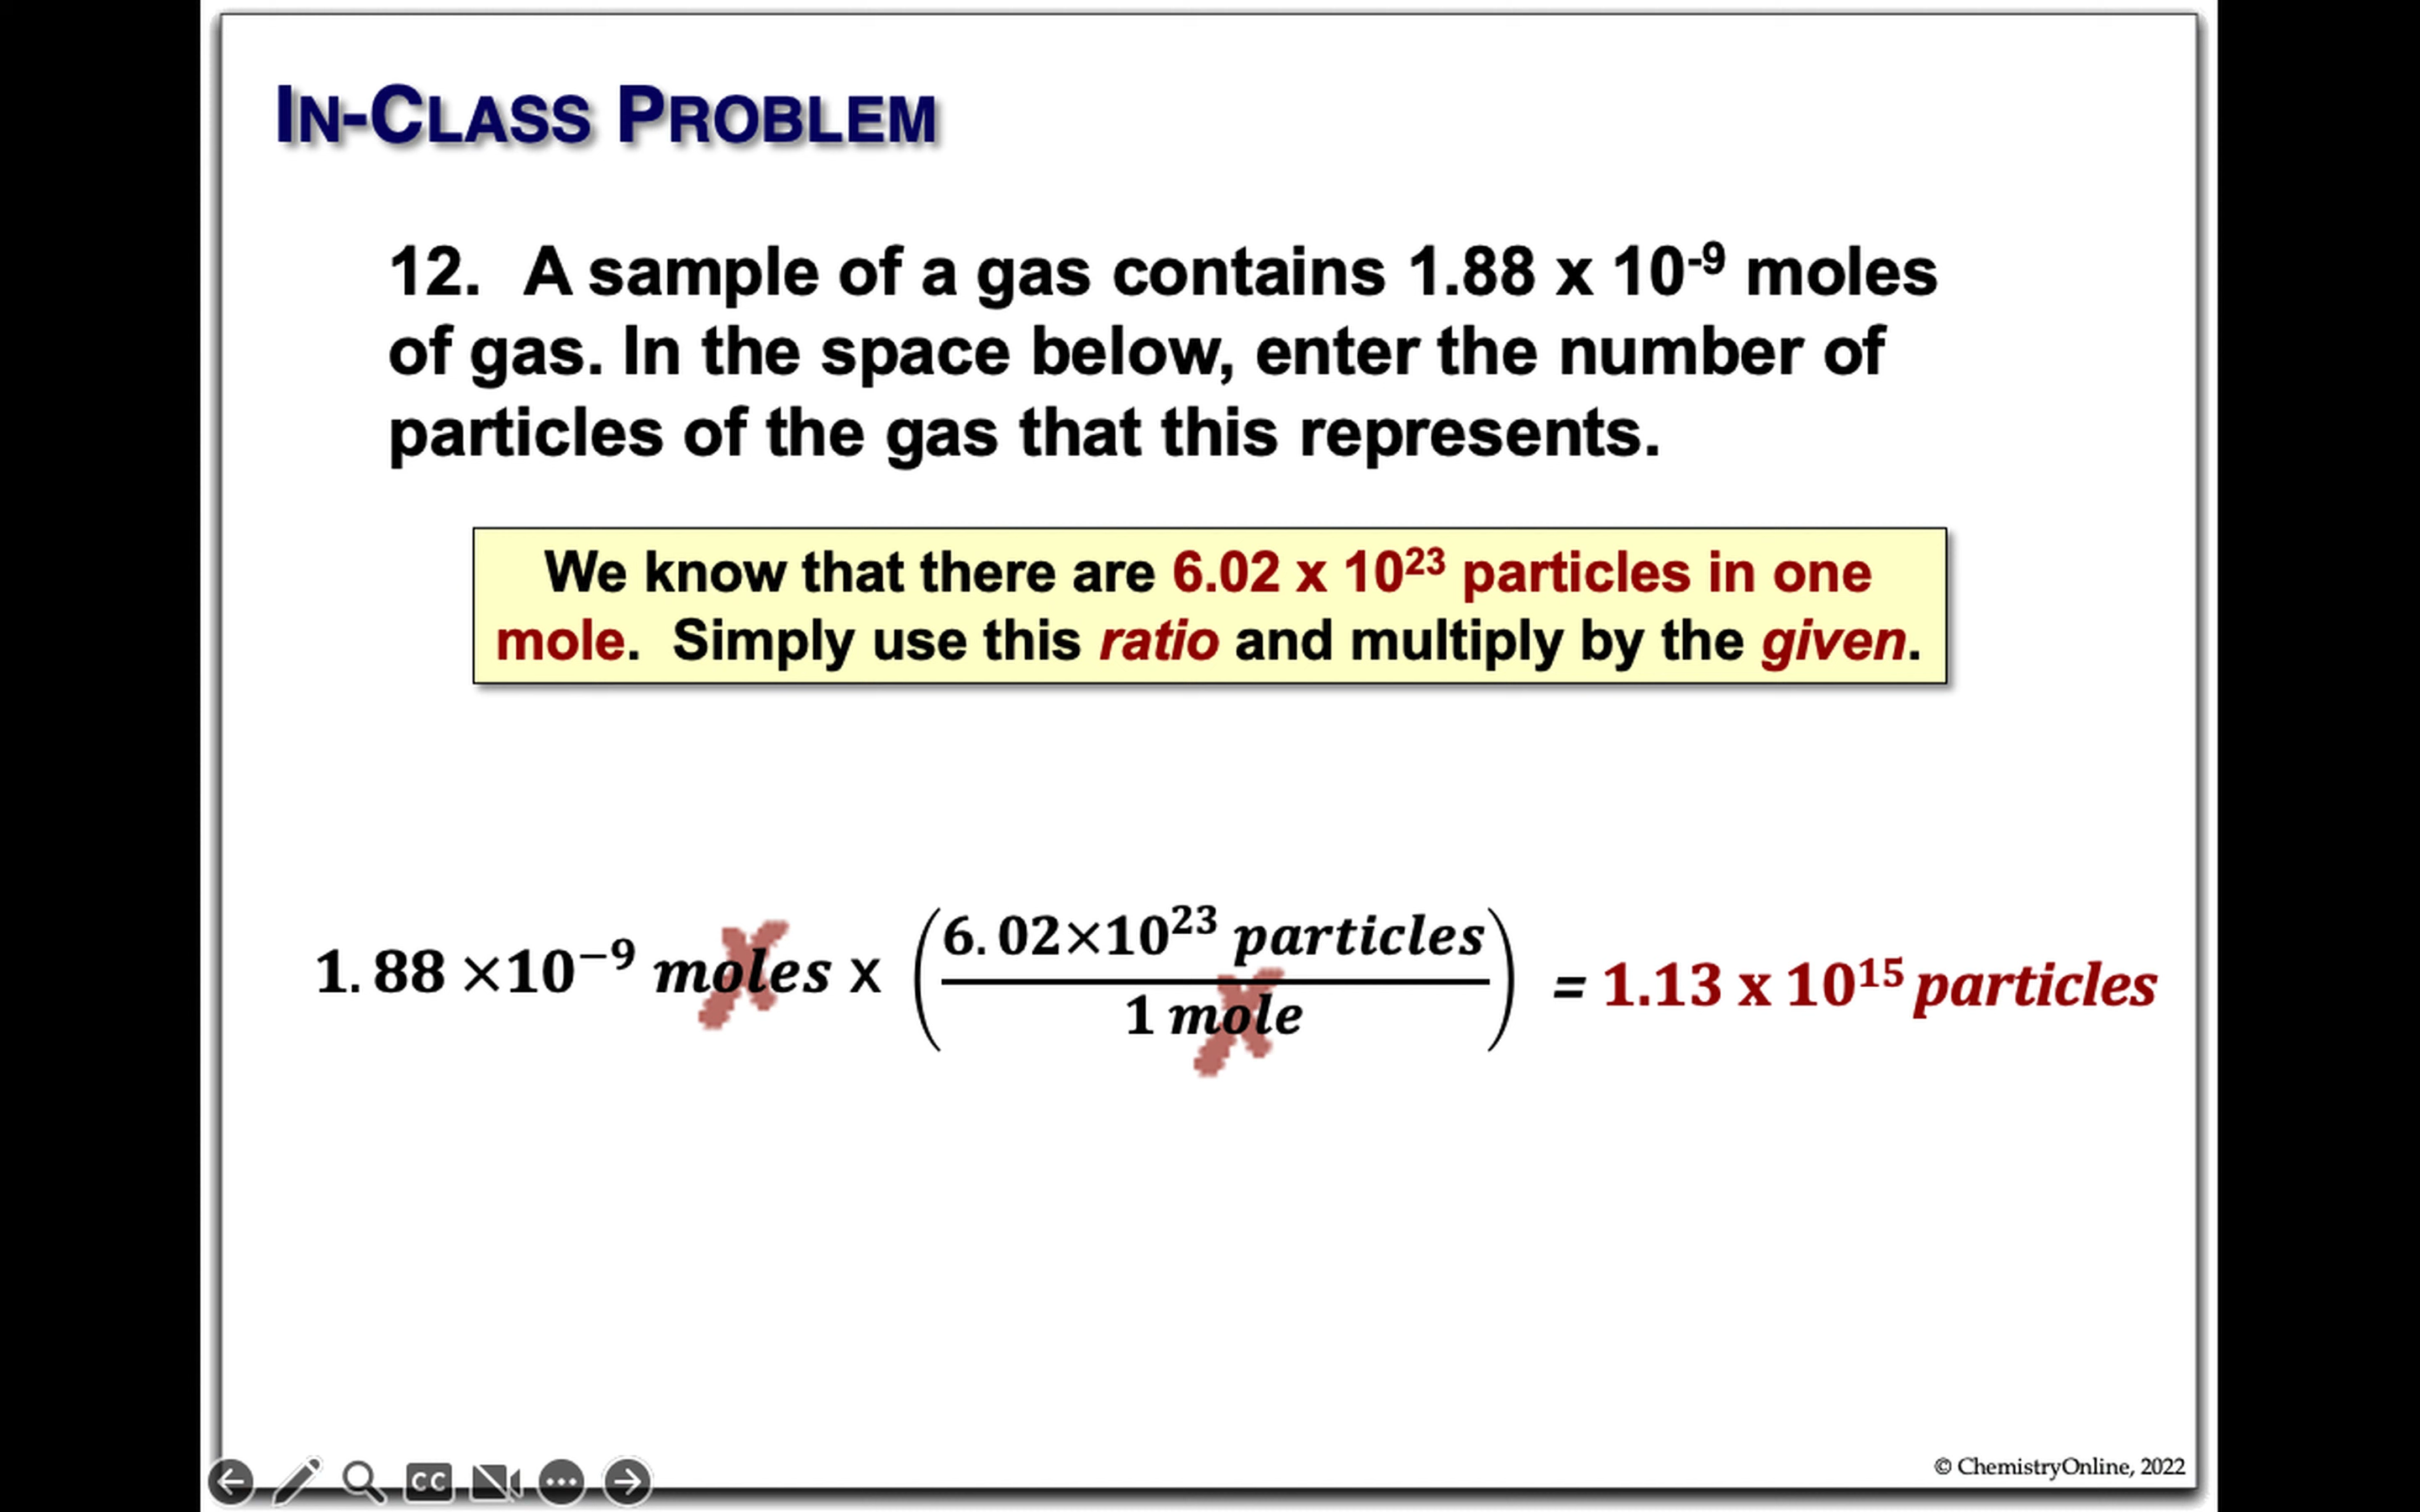 IN-CLASS PROBLEM
12. A sample of a gas contains 1.88 x 10⁻⁹ moles
of gas. In the space below, enter the number of
particles of the gas that this represents.
We know that there are 6.02 x 10²³ particles in one
mole. Simply use this ratio and multiply by the given.
1.88 ×10⁻⁹ moles x (6.02×10²³ particles / 1 mole) = 1.13 x 10¹⁵ particles
CC
© ChemistryOnline, 2022